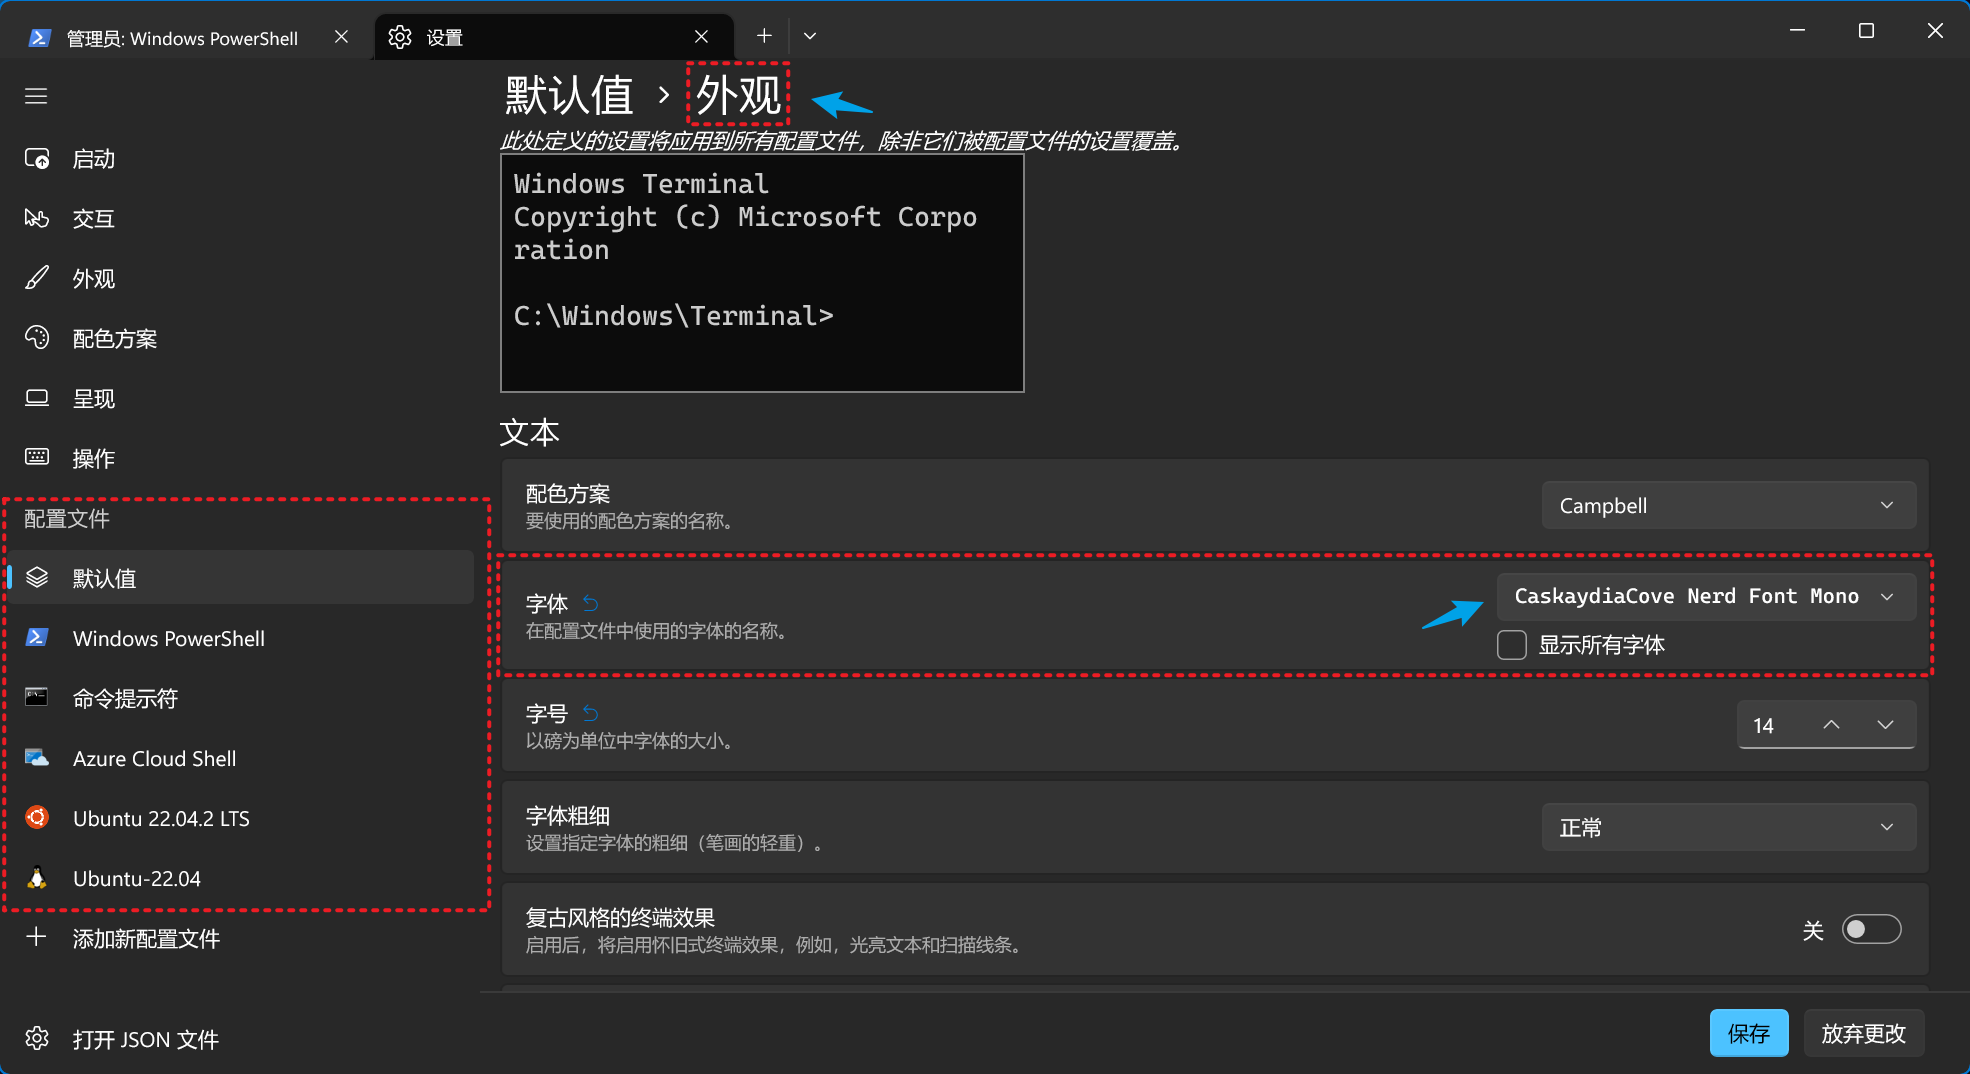 管理员: Windows PowerShell
设置
启动
交互
外观
配色方案
呈现
操作
配置文件
默认值
Windows PowerShell
命令提示符
Azure Cloud Shell
Ubuntu 22.04.2 LTS
Ubuntu-22.04
添加新配置文件
打开 JSON 文件
默认值 › 外观
此处定义的设置将应用到所有配置文件，除非它们被配置文件的设置覆盖。
Windows Terminal
Copyright (c) Microsoft Corpo
ration
C:\Windows\Terminal>
文本
配色方案
要使用的配色方案的名称。
Campbell
字体
在配置文件中使用的字体的名称。
CaskaydiaCove Nerd Font Mono
显示所有字体
字号
以磅为单位中字体的大小。
14
字体粗细
设置指定字体的粗细（笔画的轻重）。
正常
复古风格的终端效果
启用后，将启用怀旧式终端效果，例如，光亮文本和扫描线条。
关
保存
放弃更改